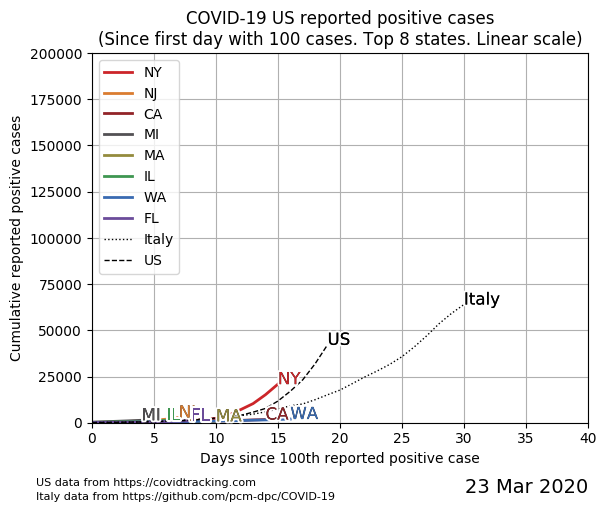 COVID-19 US reported positive cases
(Since first day with 100 cases. Top 8 states. Linear scale)
Cumulative reported positive cases
200000
175000
150000
125000
100000
75000
50000
25000
0
NY
NJ
CA
MI
MA
IL
WA
FL
Italy
US
Italy
US
NY
MI
IL
NJ
FL
MA
CA
WA
0 5 10 15 20 25 30 35 40
Days since 100th reported positive case
US data from https://covidtracking.com
Italy data from https://github.com/pcm-dpc/COVID-19
23 Mar 2020